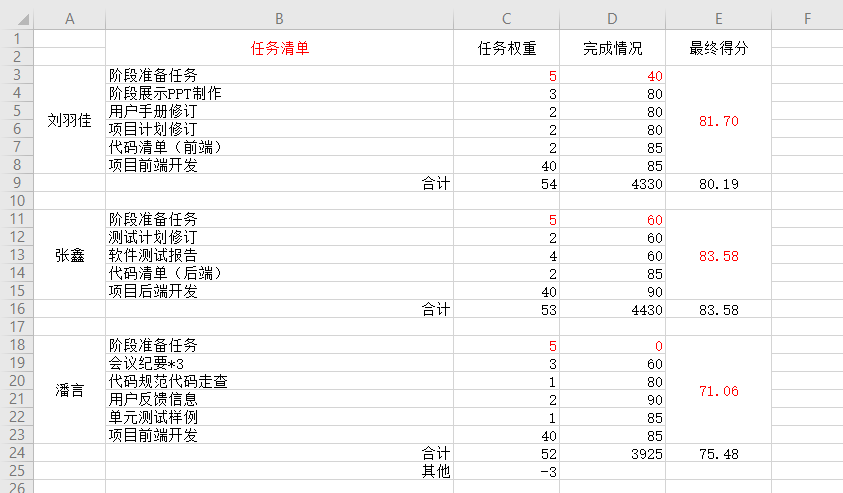 A B C D E F
1 任务清单 任务权重 完成情况 最终得分
2
3 阶段准备任务 5 40
4 阶段展示PPT制作 3 80
5 用户手册修订 2 80
刘羽佳 81.70
6 项目计划修订 2 80
7 代码清单（前端） 2 85
8 项目前端开发 40 85
9 合计 54 4330 80.19
10
11 阶段准备任务 5 60
12 测试计划修订 2 60
13 张鑫 软件测试报告 4 60 83.58
14 代码清单（后端） 2 85
15 项目后端开发 40 90
16 合计 53 4430 83.58
17
18 阶段准备任务 5 0
19 会议纪要*3 3 60
20 代码规范代码走查 1 80
潘言 71.06
21 用户反馈信息 2 90
22 单元测试样例 1 85
23 项目前端开发 40 85
24 合计 52 3925 75.48
25 其他 -3
26